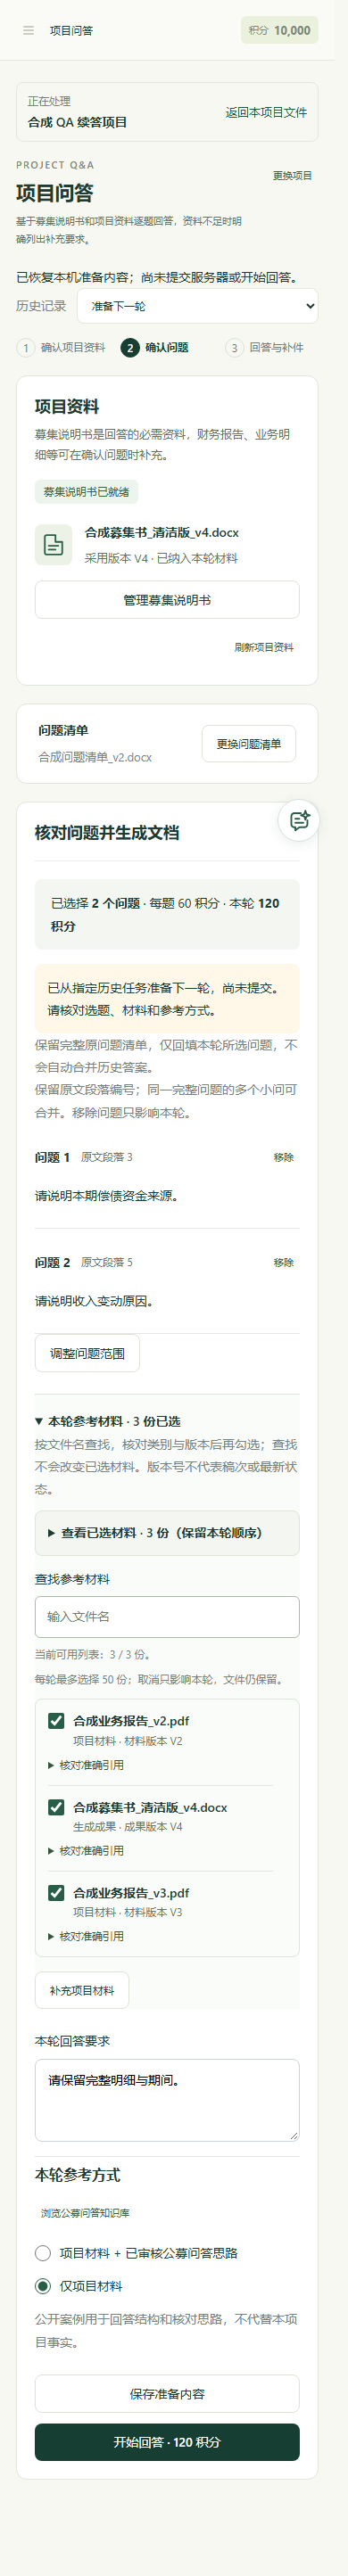 项目问答
积分 10,000
正在处理
合成 QA 续答项目
返回本项目文件
PROJECT Q&A
项目问答
更换项目
基于募集说明书和项目资料逐题回答，资料不足时明
确列出补充要求。
已恢复本机准备内容；尚未提交服务器或开始回答。
历史记录
准备下一轮
1 确认项目资料
2 确认问题
3 回答与补件
项目资料
募集说明书是回答的必需资料，财务报告、业务明
细等可在确认问题时补充。
募集说明书已就绪
合成募集书_清洁版_v4.docx
采用版本 V4 · 已纳入本轮材料
管理募集说明书
刷新项目资料
问题清单
合成问题清单_v2.docx
更换问题清单
核对问题并生成文档
已选择 2 个问题 · 每题 60 积分 · 本轮 120
积分
已从指定历史任务准备下一轮，尚未提交。
请核对选题、材料和参考方式。
保留完整原问题清单，仅回填本轮所选问题，不
会自动合并历史答案。
保留原文段落编号；同一完整问题的多个小问可
合并。移除问题只影响本轮。
问题 1 原文段落 3
移除
请说明本期偿债资金来源。
问题 2 原文段落 5
移除
请说明收入变动原因。
调整问题范围
▼ 本轮参考材料 · 3 份已选
按文件名查找，核对类别与版本后再勾选；查找
不会改变已选材料。版本号不代表稿次或最新状
态。
▶ 查看已选材料 · 3 份（保留本轮顺序）
查找参考材料
输入文件名
当前可用列表：3 / 3 份。
每轮最多选择 50 份；取消只影响本轮，文件仍保留。
合成业务报告_v2.pdf
项目材料 · 材料版本 V2
▶ 核对准确引用
合成募集书_清洁版_v4.docx
生成成果 · 成果版本 V4
▶ 核对准确引用
合成业务报告_v3.pdf
项目材料 · 材料版本 V3
▶ 核对准确引用
补充项目材料
本轮回答要求
请保留完整明细与期间。
本轮参考方式
浏览公募问答知识库
项目材料 + 已审核公募问答思路
仅项目材料
公开案例用于回答结构和核对思路，不代替本项
目事实。
保存准备内容
开始回答 · 120 积分